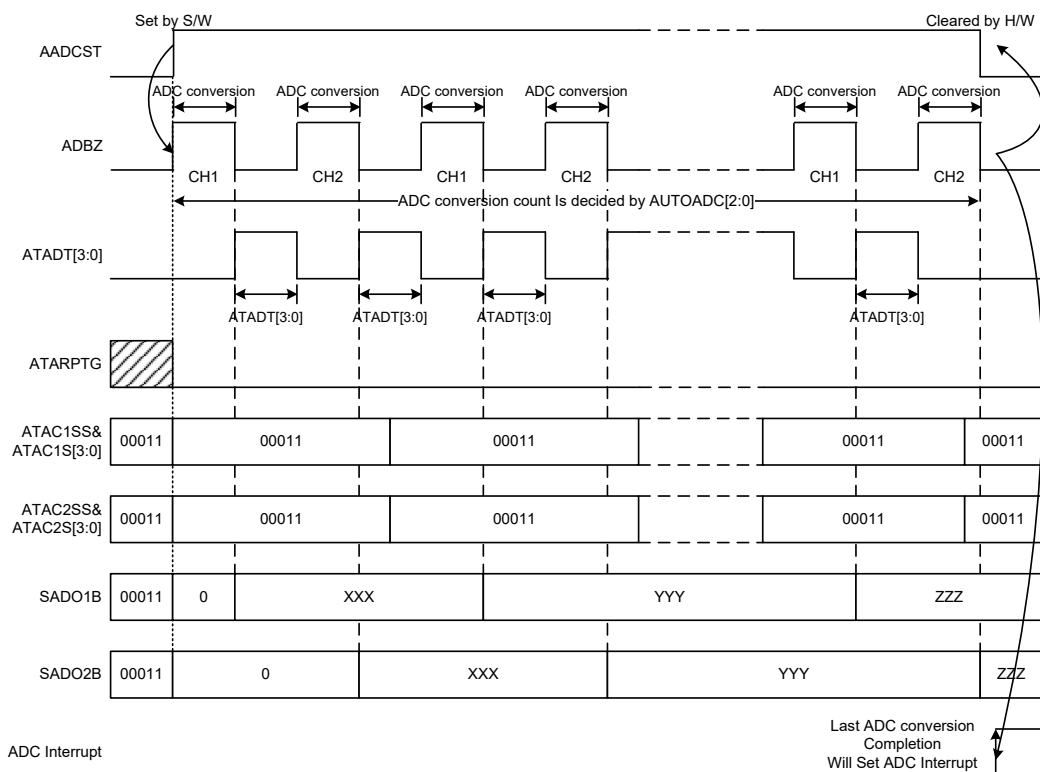 Set by S/W Cleared by H/W
AADCST
ADC conversion ADC conversion ADC conversion ADC conversion ADC conversion ADC conversion
ADBZ
CH1 CH2 CH1 CH2 CH1 CH2
ADC conversion count Is decided by AUTOADC[2:0]
ATADT[3:0]
ATADT[3:0] ATADT[3:0] ATADT[3:0] ATADT[3:0]
ATARPTG
ATAC1SS&
ATAC1S[3:0] 00011 00011 00011 00011 00011
ATAC2SS&
ATAC2S[3:0] 00011 00011 00011 00011 00011
SADO1B 00011 0 XXX YYY ZZZ
SADO2B 00011 0 XXX YYY ZZZ
Last ADC conversion
Completion
ADC Interrupt Will Set ADC Interrupt